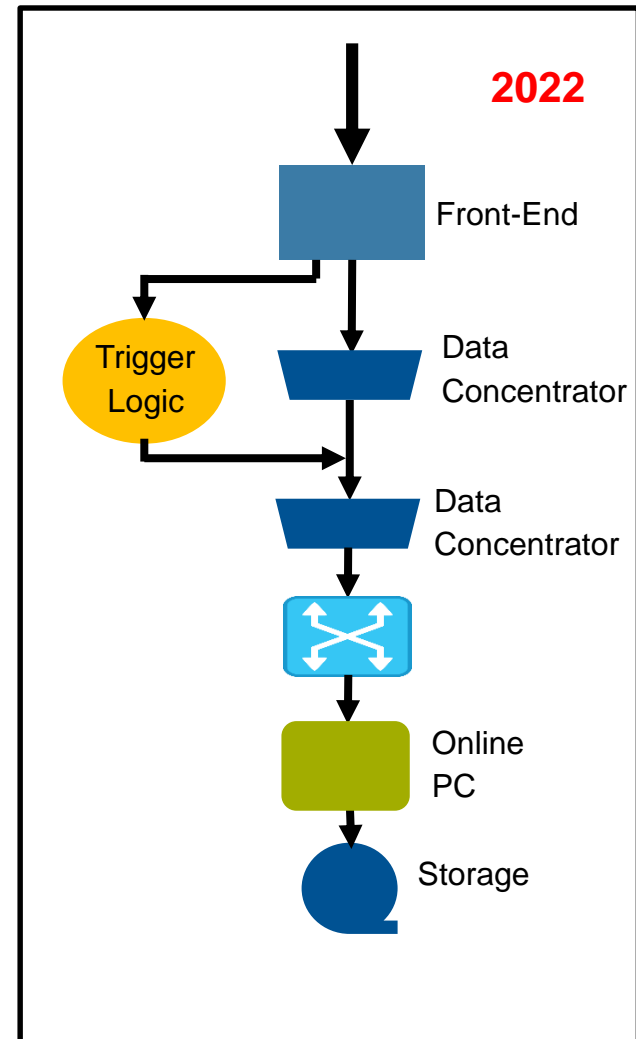 2022
Front-End
Trigger
Logic
Data
Concentrator
Data
Concentrator
Online
PC
Storage